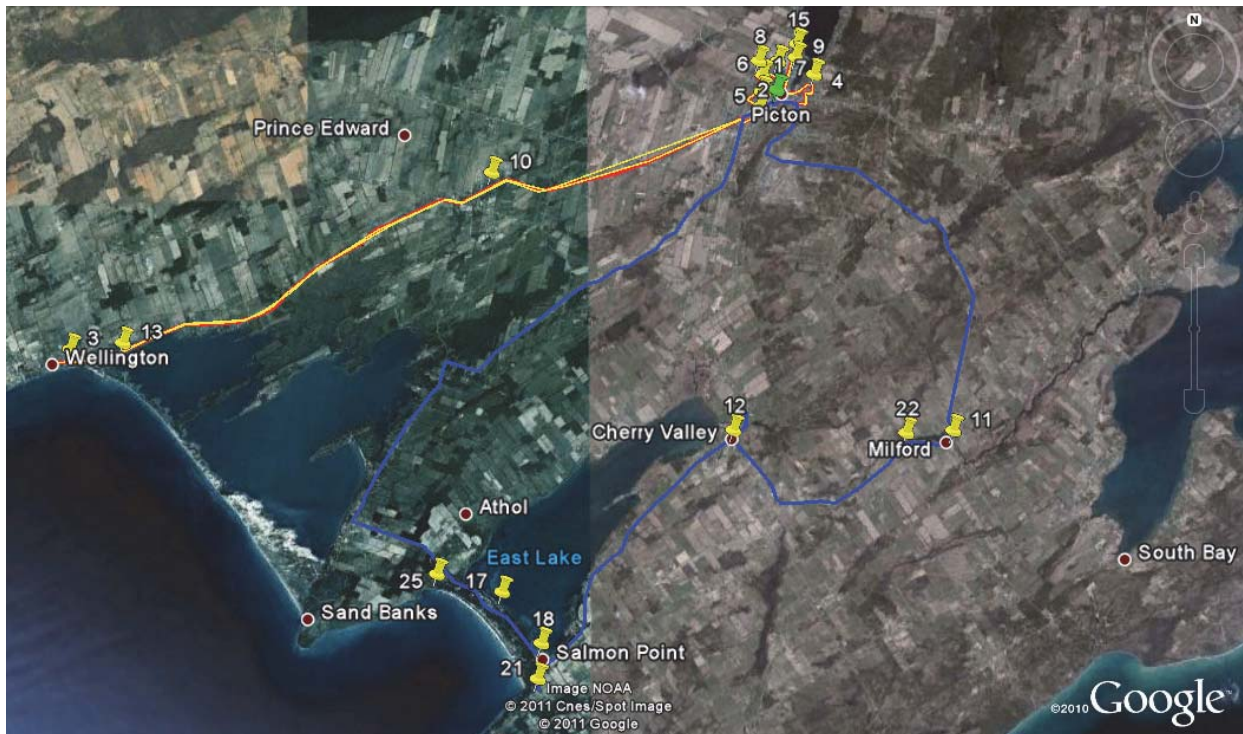 N
15
8
9
6
1
7
4
2
5
Picton
Prince Edward
10
3
13
Wellington
12
22
11
Cherry Valley
Milford
Athol
South Bay
East Lake
25
17
Sand Banks
18
Salmon Point
21
Image NOAA
© 2011 Cnes/Spot Image
© 2011 Google
©2010 Google